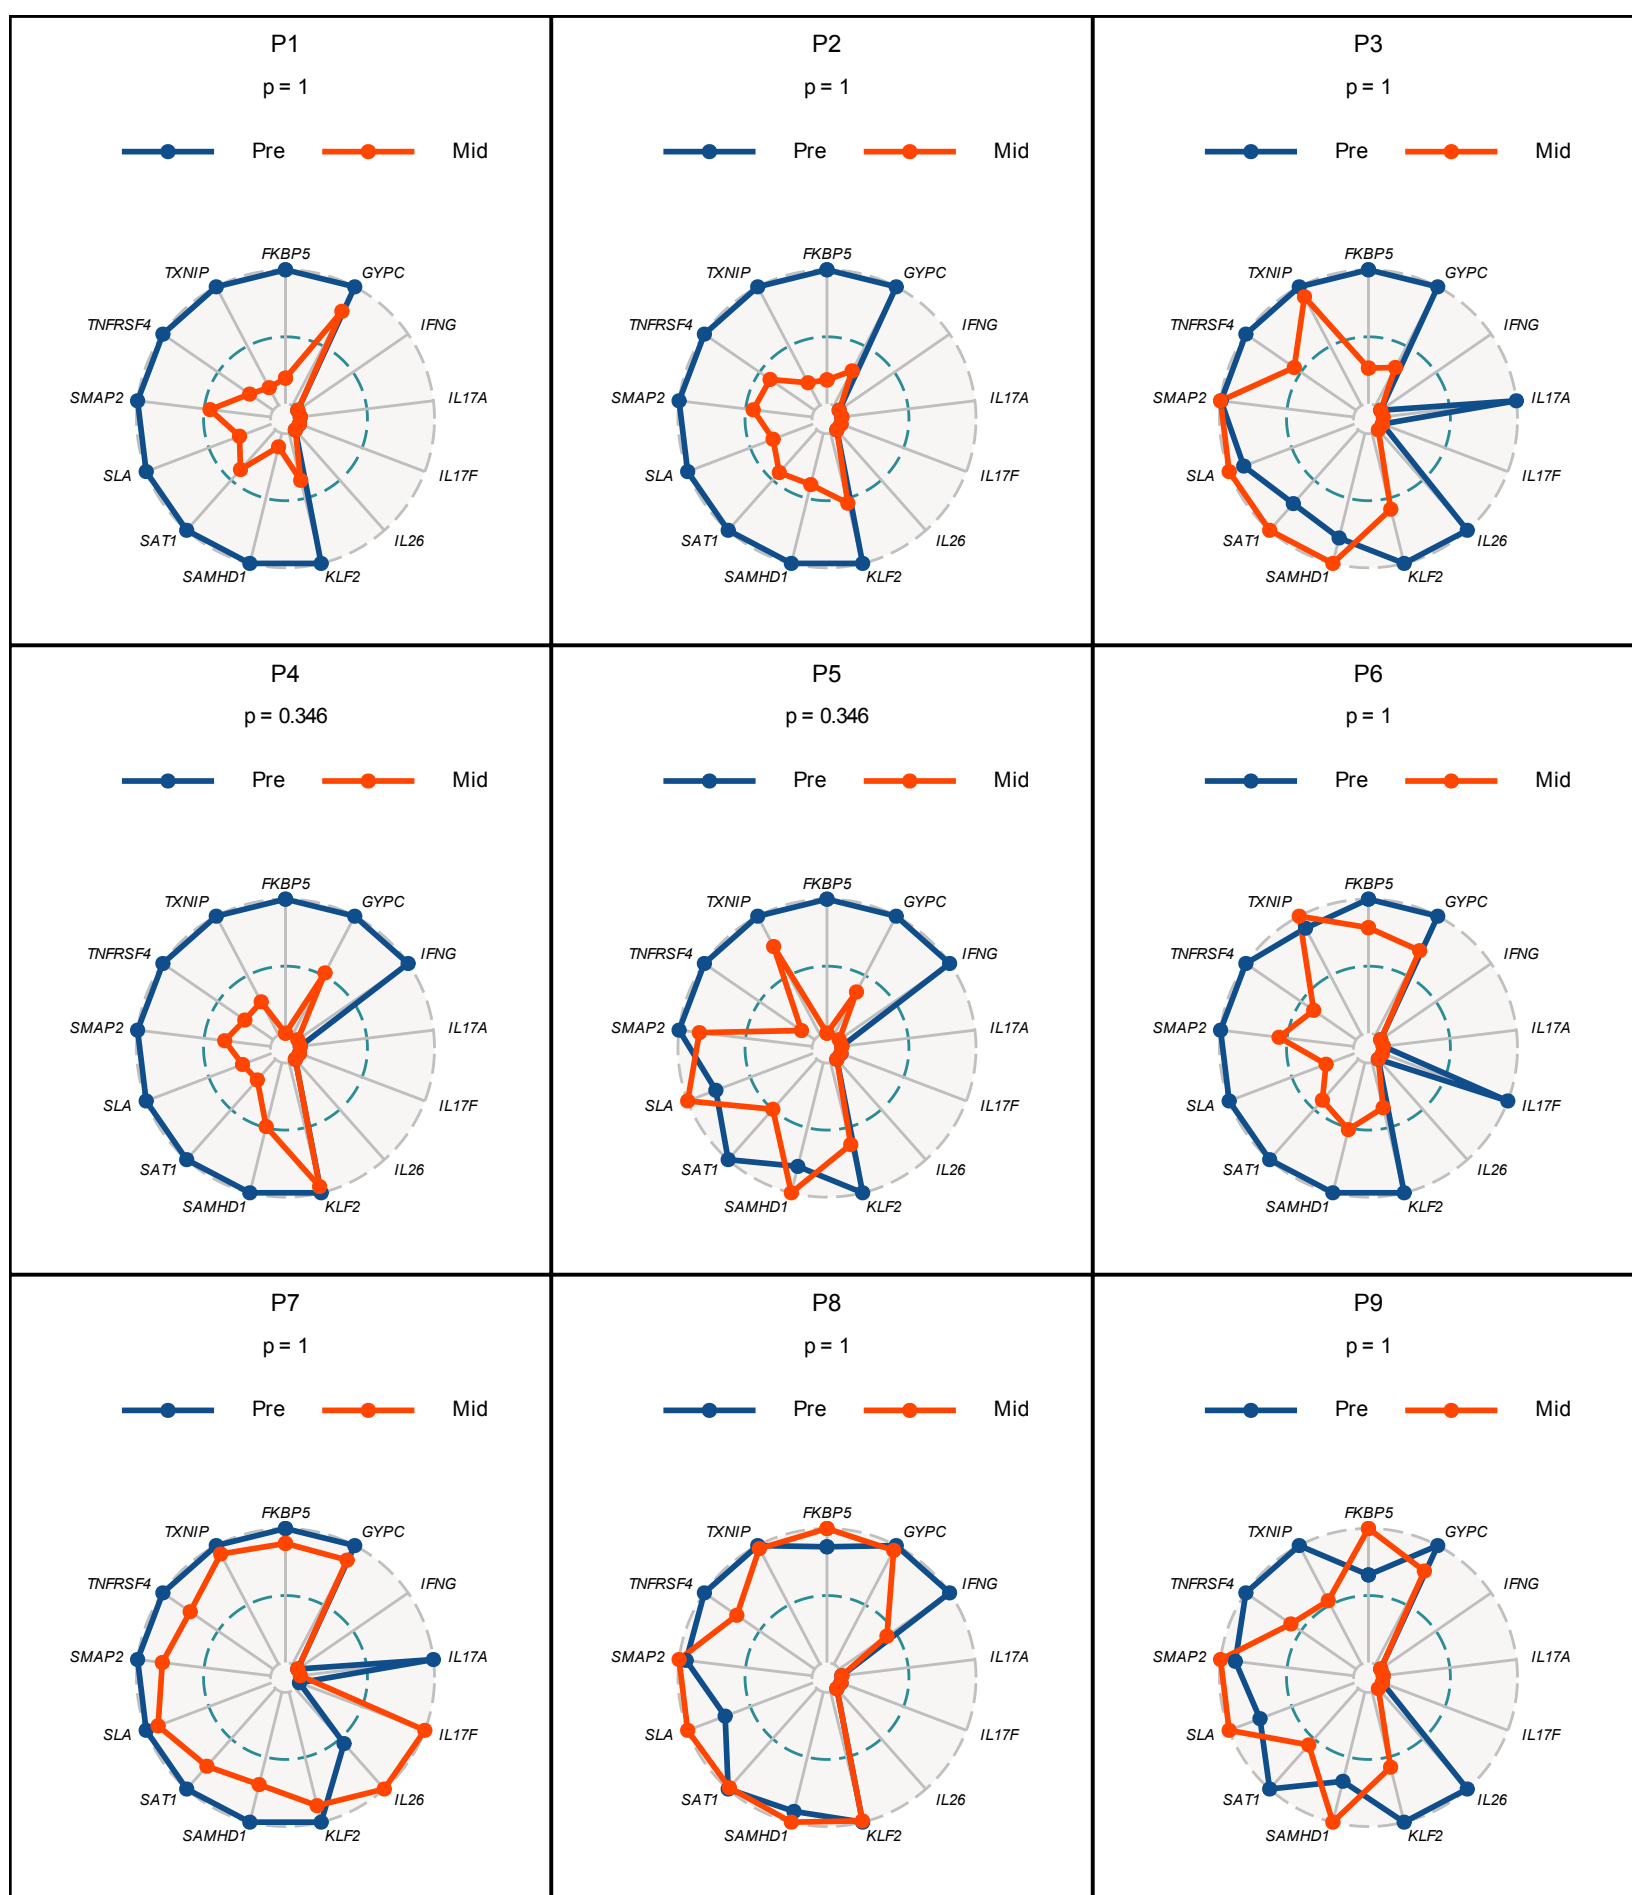 P1
p = 1
Pre Mid
FKBP5
TXNIP GYPC
TNFRSF4 IFNG
SMAP2 IL17A
SLA IL17F
SAT1 IL26
SAMHD1 KLF2
P2
p = 1
Pre Mid
FKBP5
TXNIP GYPC
TNFRSF4 IFNG
SMAP2 IL17A
SLA IL17F
SAT1 IL26
SAMHD1 KLF2
P3
p = 1
Pre Mid
FKBP5
TXNIP GYPC
TNFRSF4 IFNG
SMAP2 IL17A
SLA IL17F
SAT1 IL26
SAMHD1 KLF2
P4
p = 0.346
Pre Mid
FKBP5
TXNIP GYPC
TNFRSF4 IFNG
SMAP2 IL17A
SLA IL17F
SAT1 IL26
SAMHD1 KLF2
P5
p = 0.346
Pre Mid
FKBP5
TXNIP GYPC
TNFRSF4 IFNG
SMAP2 IL17A
SLA IL17F
SAT1 IL26
SAMHD1 KLF2
P6
p = 1
Pre Mid
FKBP5
TXNIP GYPC
TNFRSF4 IFNG
SMAP2 IL17A
SLA IL17F
SAT1 IL26
SAMHD1 KLF2
P7
p = 1
Pre Mid
FKBP5
TXNIP GYPC
TNFRSF4 IFNG
SMAP2 IL17A
SLA IL17F
SAT1 IL26
SAMHD1 KLF2
P8
p = 1
Pre Mid
FKBP5
TXNIP GYPC
TNFRSF4 IFNG
SMAP2 IL17A
SLA IL17F
SAT1 IL26
SAMHD1 KLF2
P9
p = 1
Pre Mid
FKBP5
TXNIP GYPC
TNFRSF4 IFNG
SMAP2 IL17A
SLA IL17F
SAT1 IL26
SAMHD1 KLF2